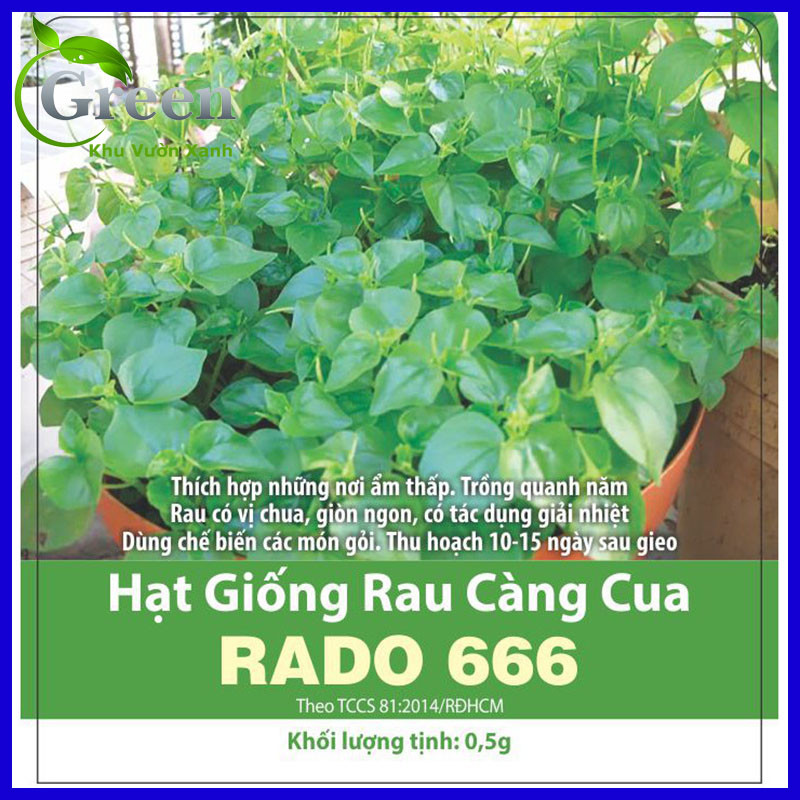 Green
Khu Vườn Xanh
Thích hợp những nơi ẩm thấp. Trồng quanh năm
Rau có vị chua, giòn ngon, có tác dụng giải nhiệt
Dùng chế biến các món gỏi. Thu hoạch 10-15 ngày sau gieo
Hạt Giống Rau Càng Cua
RADO 666
Theo TCCS 81:2014/RĐHCM
Khối lượng tịnh: 0,5g